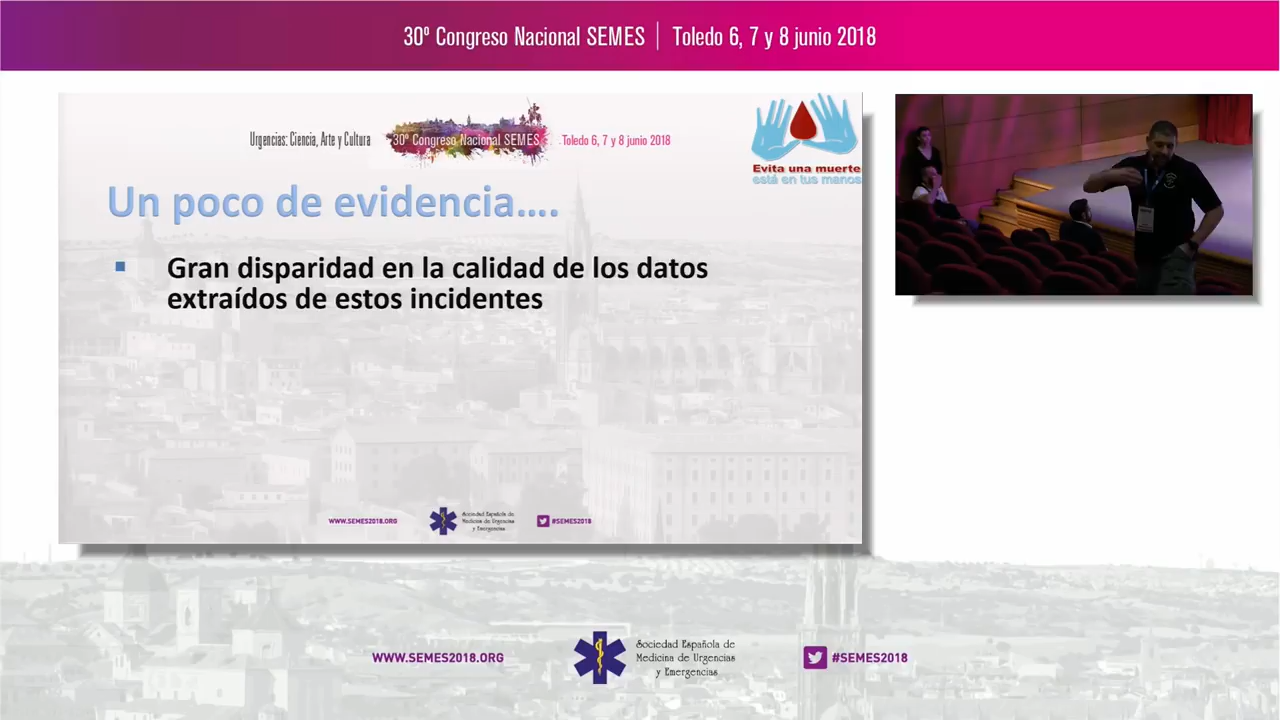 30º Congreso Nacional SEMES | Toledo 6, 7 y 8 junio 2018
Urgencias: Ciencia, Arte y Cultura
30º Congreso Nacional SEMES
Toledo 6, 7 y 8 junio 2018
Evita una muerte
está en tus manos
Un poco de evidencia....
Gran disparidad en la calidad de los datos
extraídos de estos incidentes
WWW.SEMES2018.ORG
Sociedad Española de
Medicina de Urgencias
y Emergencias
#SEMES2018
WWW.SEMES2018.ORG
Sociedad Española de
Medicina de Urgencias
y Emergencias
#SEMES2018